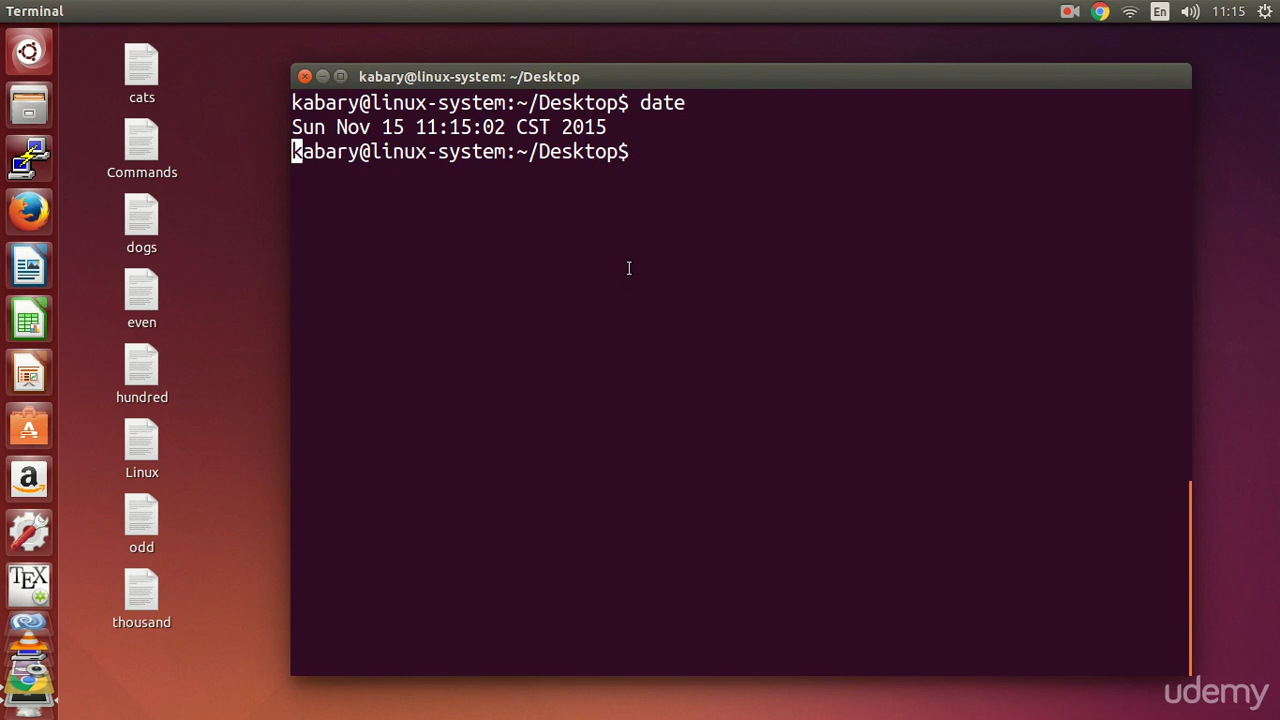 Terminal
En
11:15
cats
Commands
dogs
even
hundred
Linux
odd
thousand
kabary@linux-system: ~/Desktop
kabary@linux-system:~/Desktop$ date
Sun Nov 15 11:15:02 CST 2015
kabary@linux-system:~/Desktop$
A
a
TEX
udemy